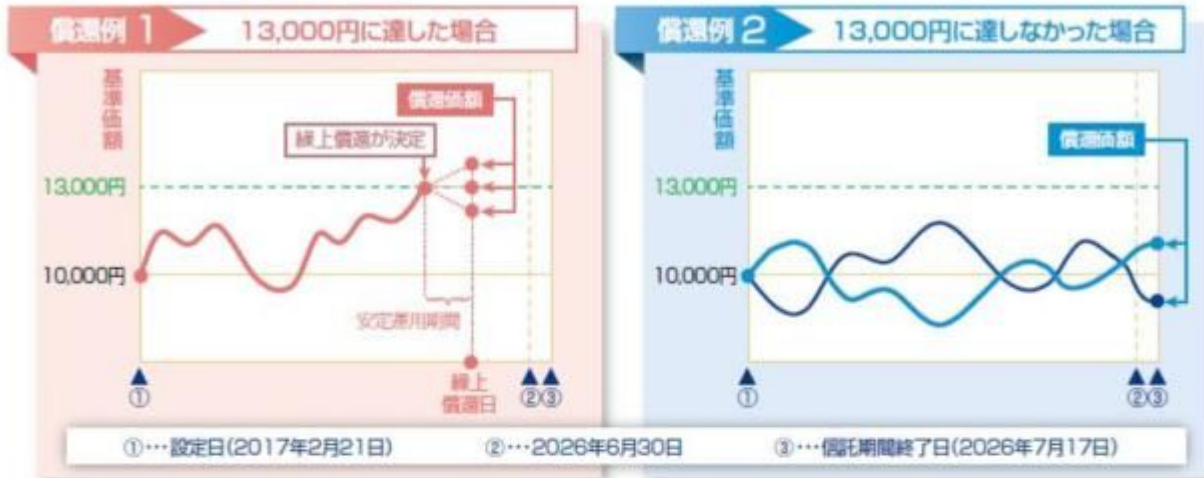 償還例 1
13,000円に達した場合
基準価額
償還価額
繰上償還が決定
13,000円
10,000円
安定運用期間
繰上
償還日
①
②③
償還例 2
13,000円に達しなかった場合
基準価額
償還価額
13,000円
10,000円
①
②③
①…設定日(2017年2月21日)
②…2026年6月30日
③…信託期間終了日(2026年7月17日)